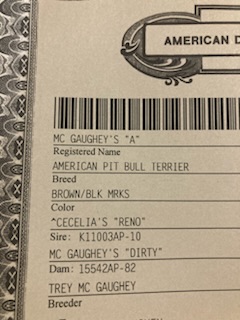 AMERICAN D
MC GAUGHEY'S "A"
Registered Name
AMERICAN PIT BULL TERRIER
Breed
BROWN/BLK MRKS
Color
^CECELIA'S "RENO"
Sire: K11003AP-10
MC GAUGHEY'S "DIRTY"
Dam: 15542AP-82
TREY MC GAUGHEY
Breeder